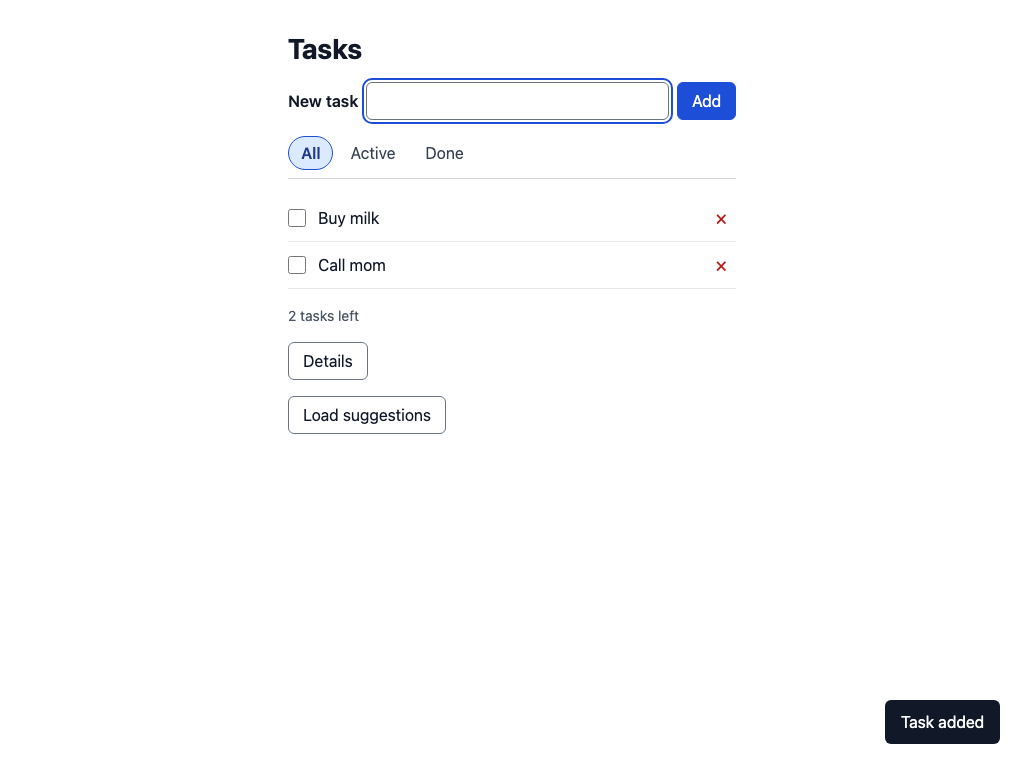 Tasks
New task Add
All Active Done
Buy milk ×
Call mom ×
2 tasks left
Details
Load suggestions
Task added